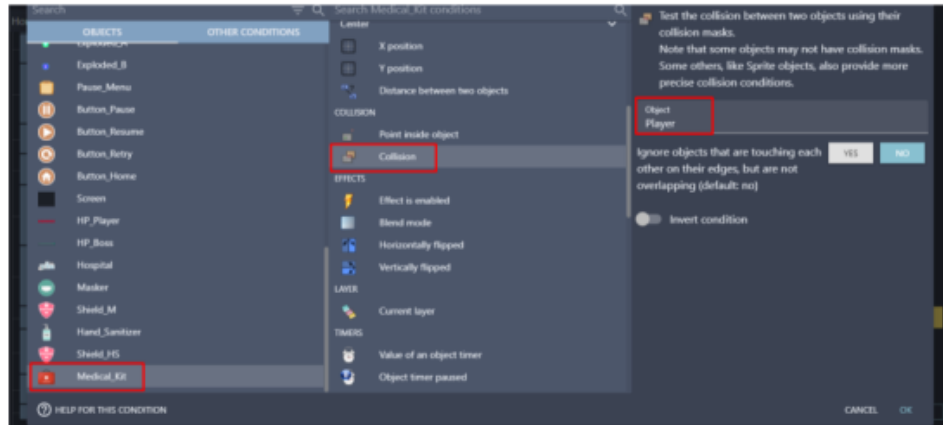 Search
OBJECTS
OTHER CONDITIONS
Exploded_A
Exploded_B
Pause_Menu
Button_Pause
Button_Resume
Button_Retry
Button_Home
Screen
HP_Player
HP_Boss
Hospital
Masker
Shield_M
Hand_Sanitizer
Shield_HS
Medical_Kit
HELP FOR THIS CONDITION
Search Medical_Kit conditions
Center
X position
Y position
Distance between two objects
COLLISION
Point inside object
Collision
EFFECTS
Effect is enabled
Blend mode
Horizontally flipped
Vertically flipped
LAYER
Current layer
TIMERS
Value of an object timer
Object timer paused
Test the collision between two objects using their
collision masks.
Note that some objects may not have collision masks.
Some others, like Sprite objects, also provide more
precise collision conditions.
Object
Player
Ignore objects that are touching each
other on their edges, but are not
overlapping (default: no)
YES
NO
Invert condition
CANCEL
OK